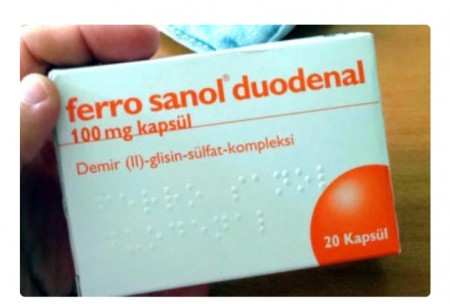 ferro sanol® duodenal
100 mg kapsül
Demir (II)-glisin-sülfat-kompleksi
20 Kapsül